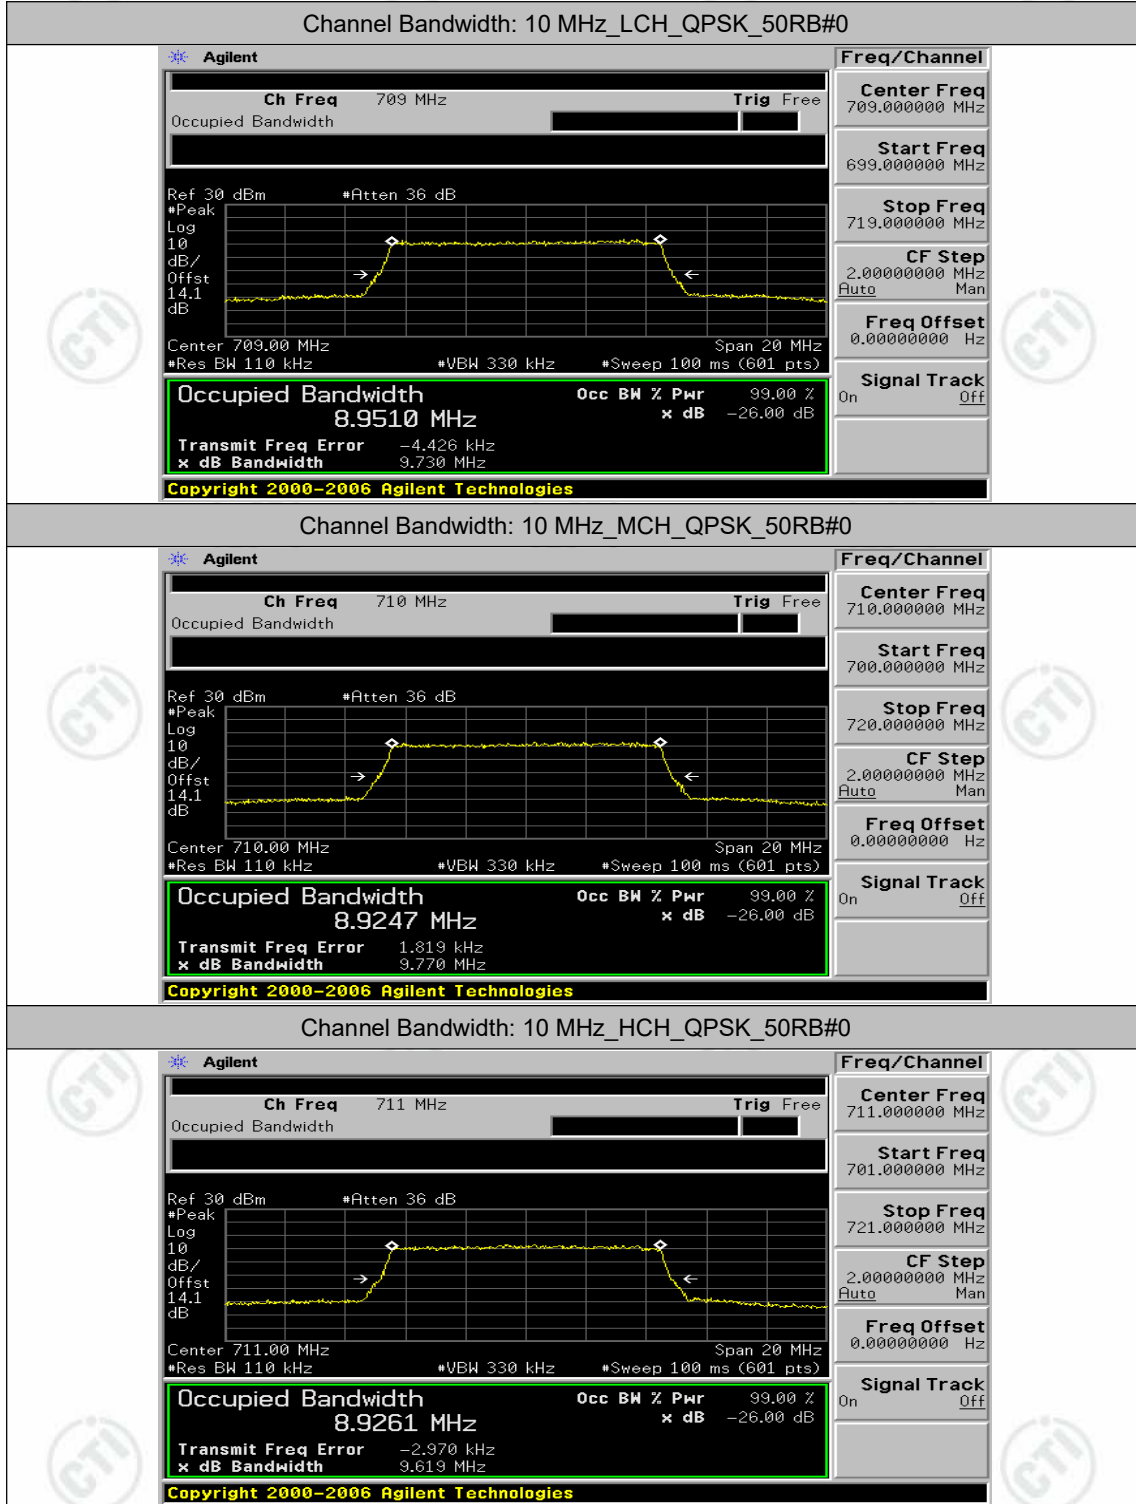 Channel Bandwidth: 10 MHz_LCH_QPSK_50RB#0
Agilent
Freq/Channel
Ch Freq 709 MHz Trig Free
Occupied Bandwidth
Center Freq
709.000000 MHz
Start Freq
699.000000 MHz
Stop Freq
719.000000 MHz
CF Step
2.00000000 MHz
Auto Man
Freq Offset
0.00000000 Hz
Signal Track
On Off
Ref 30 dBm #Atten 36 dB
#Peak
Log
10
dB/
Offst
14.1
dB
Center 709.00 MHz Span 20 MHz
#Res BW 110 kHz #VBW 330 kHz #Sweep 100 ms (601 pts)
Occupied Bandwidth Occ BW % Pwr 99.00 %
8.9510 MHz x dB -26.00 dB
Transmit Freq Error -4.426 kHz
x dB Bandwidth 9.730 MHz
Copyright 2000-2006 Agilent Technologies
CTI
CTI
Channel Bandwidth: 10 MHz_MCH_QPSK_50RB#0
Agilent
Freq/Channel
Ch Freq 710 MHz Trig Free
Occupied Bandwidth
Center Freq
710.000000 MHz
Start Freq
700.000000 MHz
Stop Freq
720.000000 MHz
CF Step
2.00000000 MHz
Auto Man
Freq Offset
0.00000000 Hz
Signal Track
On Off
Ref 30 dBm #Atten 36 dB
#Peak
Log
10
dB/
Offst
14.1
dB
Center 710.00 MHz Span 20 MHz
#Res BW 110 kHz #VBW 330 kHz #Sweep 100 ms (601 pts)
Occupied Bandwidth Occ BW % Pwr 99.00 %
8.9247 MHz x dB -26.00 dB
Transmit Freq Error 1.819 kHz
x dB Bandwidth 9.770 MHz
Copyright 2000-2006 Agilent Technologies
CTI
CTI
Channel Bandwidth: 10 MHz_HCH_QPSK_50RB#0
Agilent
Freq/Channel
Ch Freq 711 MHz Trig Free
Occupied Bandwidth
Center Freq
711.000000 MHz
Start Freq
701.000000 MHz
Stop Freq
721.000000 MHz
CF Step
2.00000000 MHz
Auto Man
Freq Offset
0.00000000 Hz
Signal Track
On Off
Ref 30 dBm #Atten 36 dB
#Peak
Log
10
dB/
Offst
14.1
dB
Center 711.00 MHz Span 20 MHz
#Res BW 110 kHz #VBW 330 kHz #Sweep 100 ms (601 pts)
Occupied Bandwidth Occ BW % Pwr 99.00 %
8.9261 MHz x dB -26.00 dB
Transmit Freq Error -2.970 kHz
x dB Bandwidth 9.619 MHz
Copyright 2000-2006 Agilent Technologies
CTI
CTI
CTI
CTI